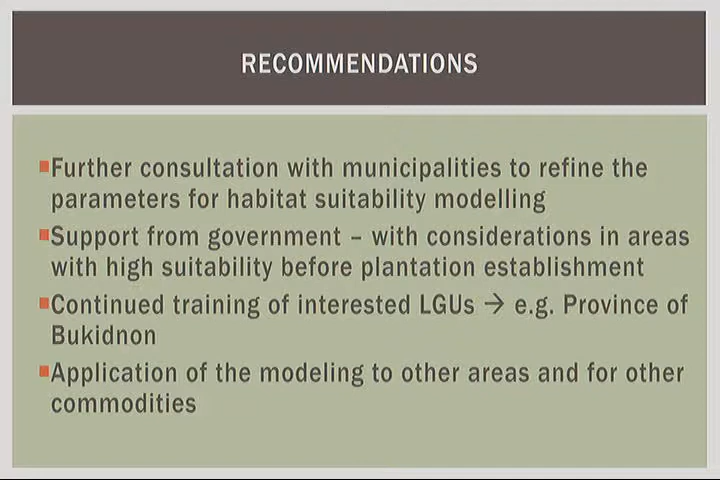 RECOMMENDATIONS
Further consultation with municipalities to refine the
parameters for habitat suitability modelling
Support from government – with considerations in areas
with high suitability before plantation establishment
Continued training of interested LGUs → e.g. Province of
Bukidnon
Application of the modeling to other areas and for other
commodities